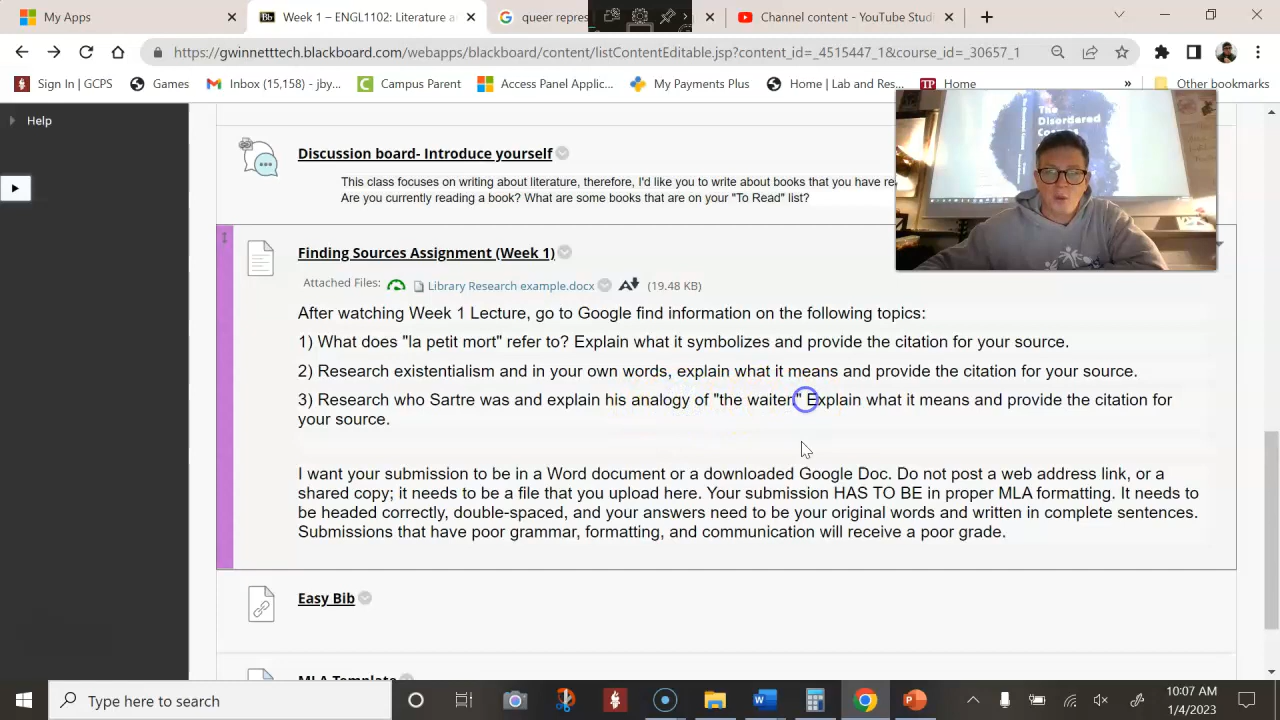 My Apps
Week 1 – ENGL1102: Literature a
queer repres
Channel content - YouTube Studi
https://gwinnetttech.blackboard.com/webapps/blackboard/content/listContentEditable.jsp?content_id=_4515447_1&course_id=_30657_1
Sign In | GCPS
Games
Inbox (15,158) - jby...
Campus Parent
Access Panel Applic...
My Payments Plus
Home | Lab and Res...
Home
Other bookmarks
Help
The
Disordered
Discussion board- Introduce yourself
This class focuses on writing about literature, therefore, I'd like you to write about books that you have re
Are you currently reading a book? What are some books that are on your "To Read" list?
Finding Sources Assignment (Week 1)
Attached Files: Library Research example.docx (19.48 KB)
After watching Week 1 Lecture, go to Google find information on the following topics:
1) What does "la petit mort" refer to? Explain what it symbolizes and provide the citation for your source.
2) Research existentialism and in your own words, explain what it means and provide the citation for your source.
3) Research who Sartre was and explain his analogy of "the waiter." Explain what it means and provide the citation for
your source.
I want your submission to be in a Word document or a downloaded Google Doc. Do not post a web address link, or a
shared copy; it needs to be a file that you upload here. Your submission HAS TO BE in proper MLA formatting. It needs to
be headed correctly, double-spaced, and your answers need to be your original words and written in complete sentences.
Submissions that have poor grammar, formatting, and communication will receive a poor grade.
Easy Bib
MLA Template
Type here to search
10:07 AM
1/4/2023